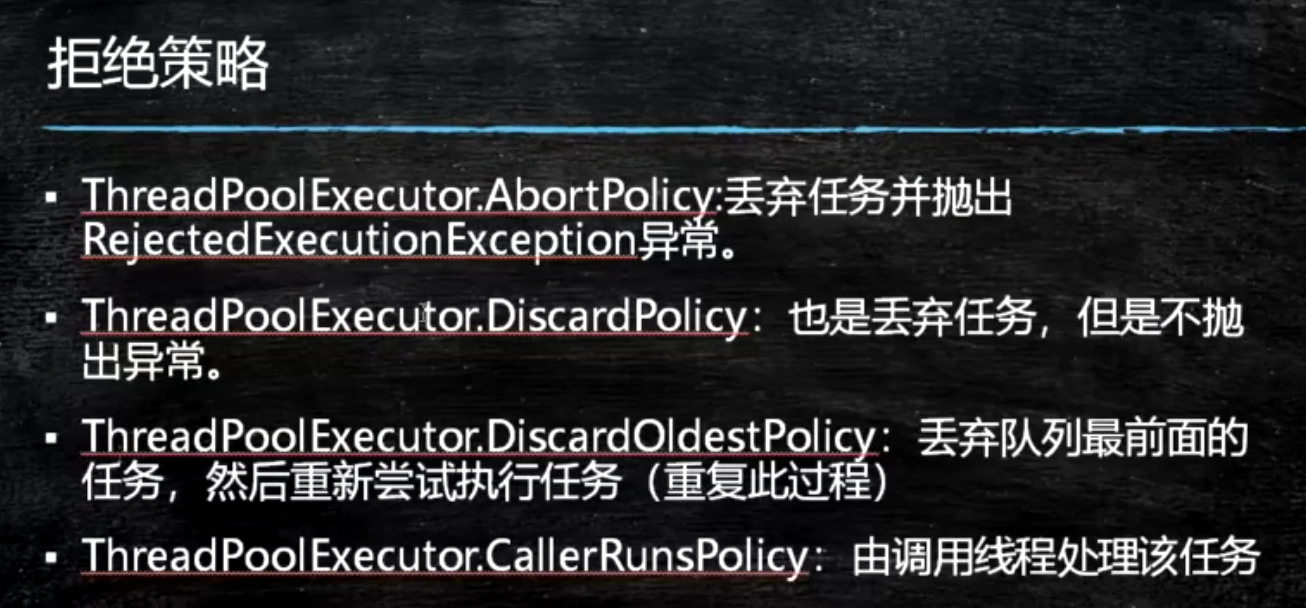 拒绝策略
▪ ThreadPoolExecutor.AbortPolicy:丢弃任务并抛出
RejectedExecutionException异常。
▪ ThreadPoolExecutor.DiscardPolicy：也是丢弃任务，但是不抛
出异常。
▪ ThreadPoolExecutor.DiscardOldestPolicy：丢弃队列最前面的
任务，然后重新尝试执行任务（重复此过程）
▪ ThreadPoolExecutor.CallerRunsPolicy：由调用线程处理该任务